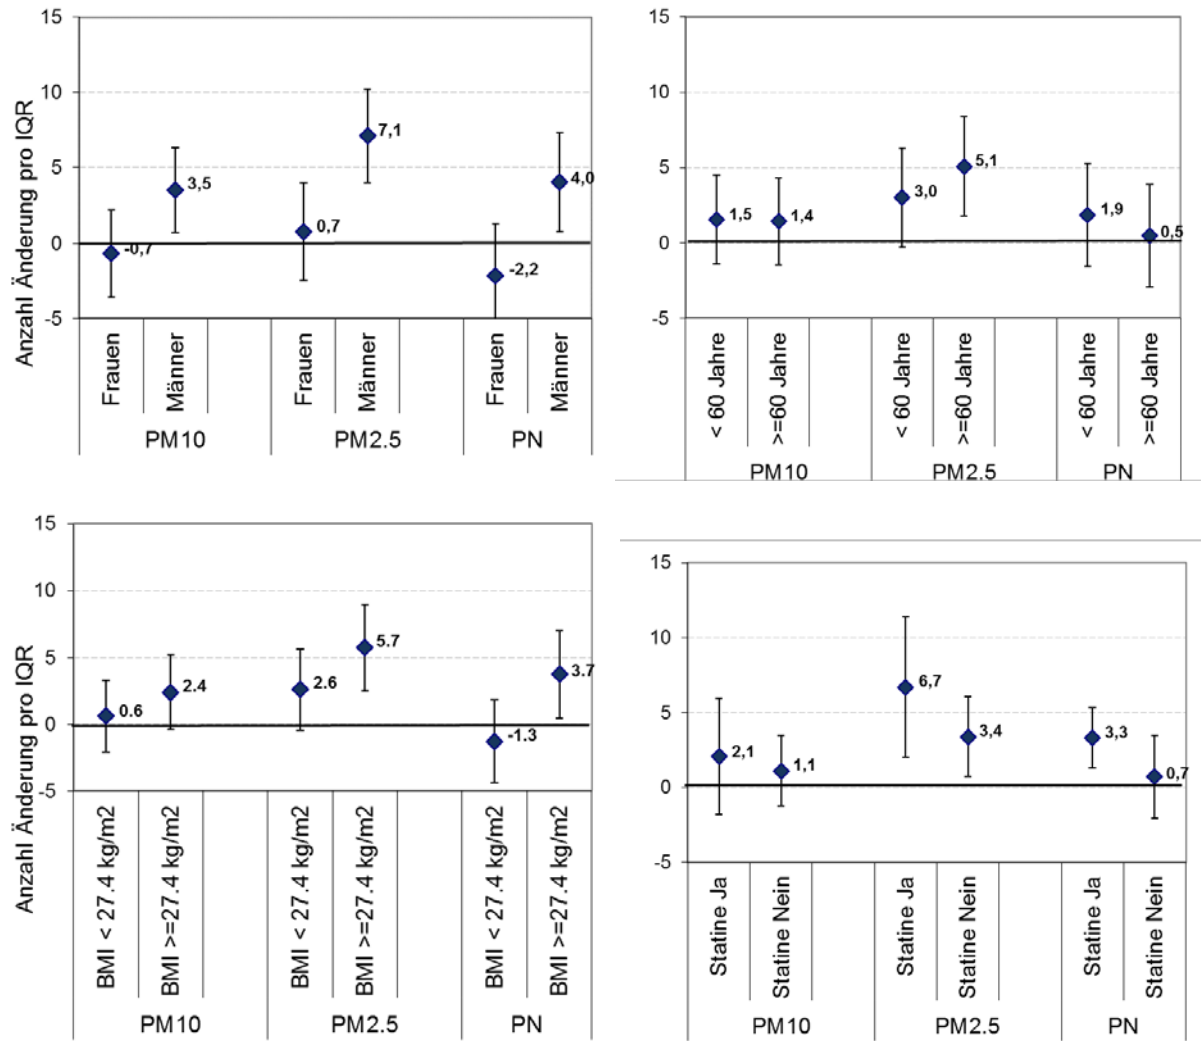 Anzahl Änderung pro IQR
15
10
5
0
-5
-0,7
3,5
0,7
7,1
-2,2
4,0
Frauen
Männer
Frauen
Männer
Frauen
Männer
PM10
PM2.5
PN
15
10
5
0
-5
1,5
1,4
3,0
5,1
1,9
0,5
< 60 Jahre
>=60 Jahre
< 60 Jahre
>=60 Jahre
< 60 Jahre
>=60 Jahre
PM10
PM2.5
PN
Anzahl Änderung pro IQR
15
10
5
0
-5
0.6
2.4
2.6
5.7
-1.3
3.7
BMI < 27.4 kg/m2
BMI >=27.4 kg/m2
BMI < 27.4 kg/m2
BMI >=27.4 kg/m2
BMI < 27.4 kg/m2
BMI >=27.4 kg/m2
PM10
PM2.5
PN
15
10
5
0
-5
2,1
1,1
6,7
3,4
3,3
0,7
Statine Ja
Statine Nein
Statine Ja
Statine Nein
Statine Ja
Statine Nein
PM10
PM2.5
PN